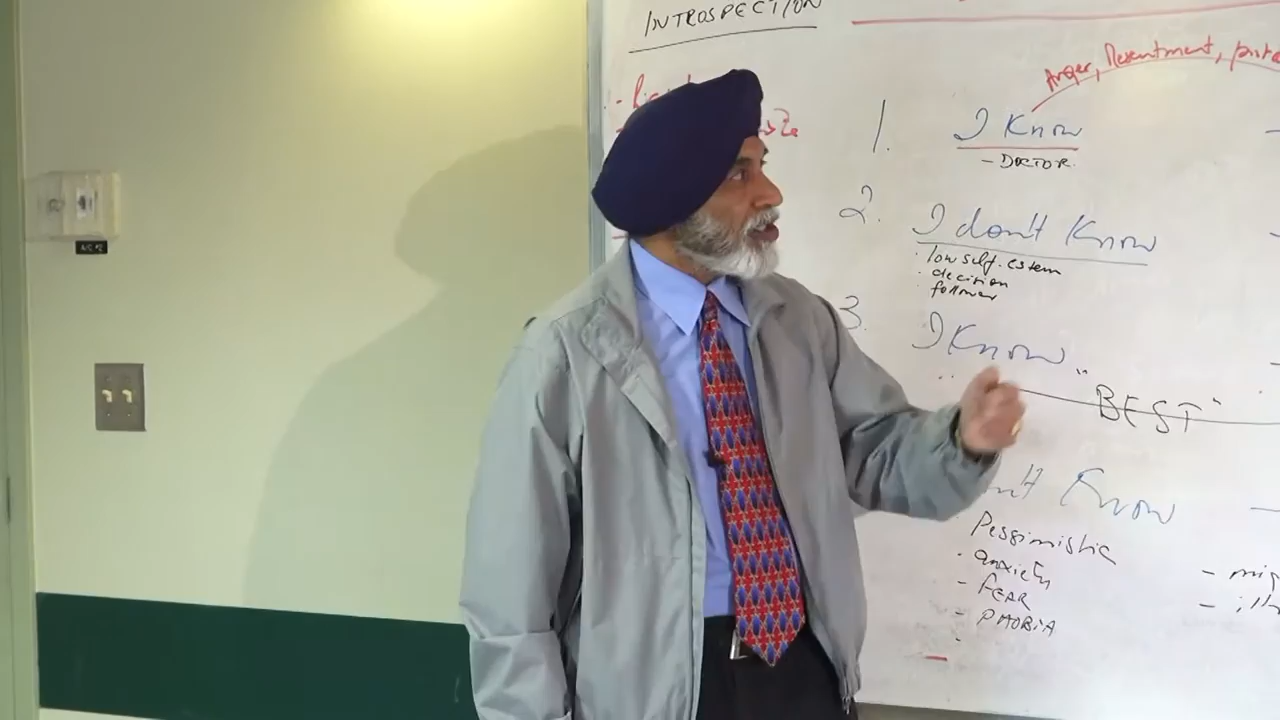 INTROSPECTION
Anger, Resentment,
1. I Know
- DOCTOR
2. I don't Know
· low self-estem
· decision
· follower
3. I Know
"BEST"
Know
Pessimistic
· anxiety
- FEAR
- PHOBIA